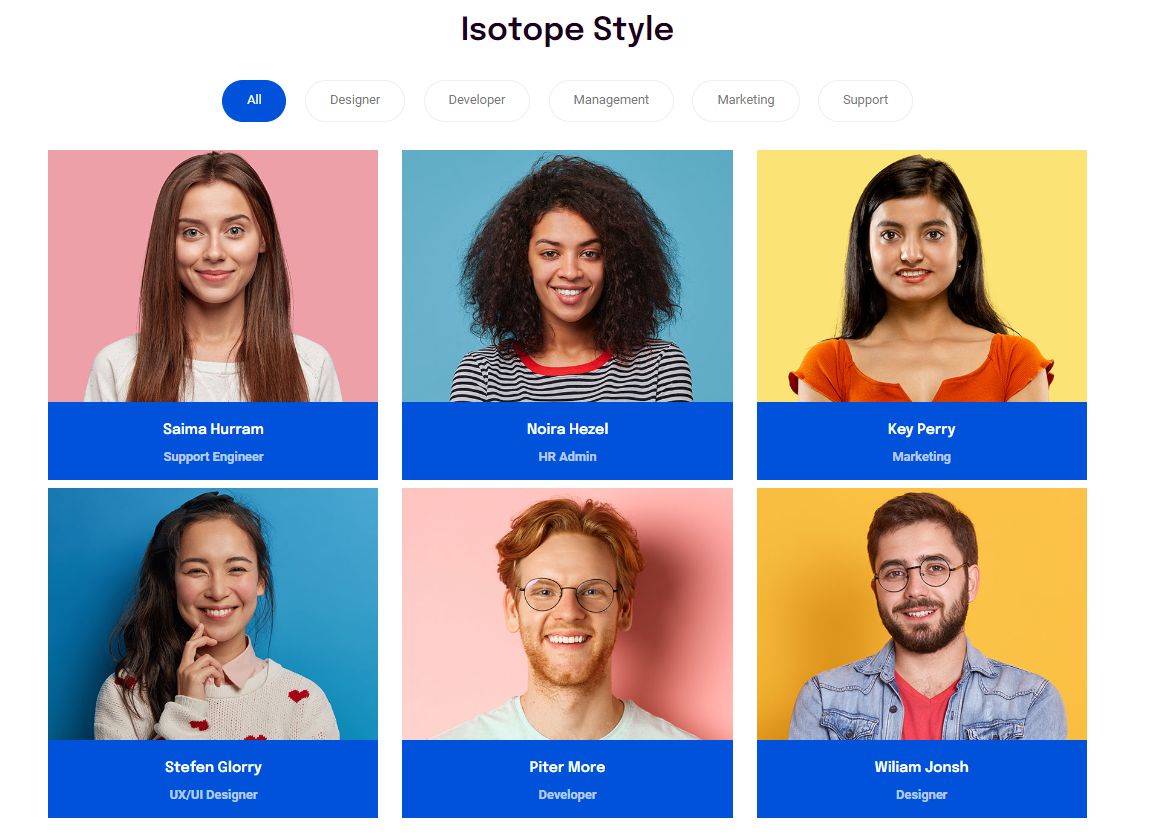 Isotope Style
All Designer Developer Management Marketing Support
Saima Hurram Noira Hezel Key Perry
Support Engineer HR Admin Marketing
Stefen Glorry Piter More Wiliam Jonsh
UX/UI Designer Developer Designer